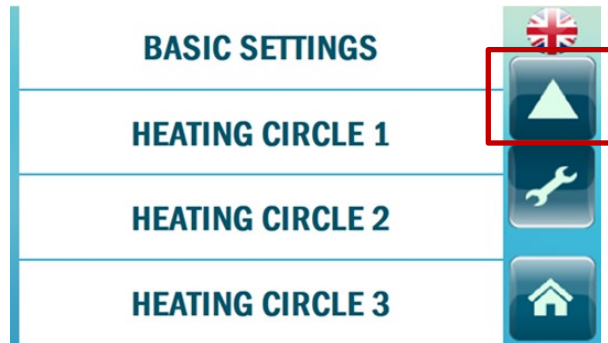 BASIC SETTINGS
HEATING CIRCLE 1
HEATING CIRCLE 2
HEATING CIRCLE 3